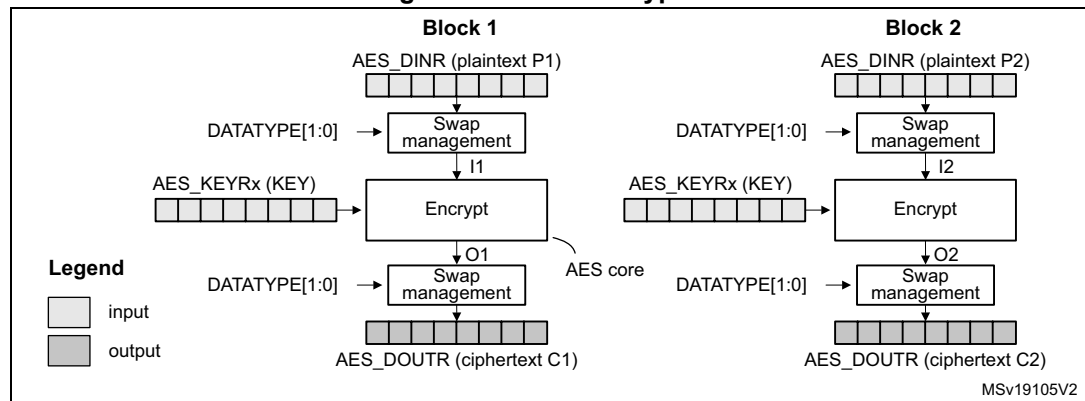 Block 1
AES_DINR (plaintext P1)
DATATYPE[1:0]
Swap
management
I1
AES_KEYRx (KEY)
Encrypt
O1
AES core
DATATYPE[1:0]
Swap
management
AES_DOUTR (ciphertext C1)
Block 2
AES_DINR (plaintext P2)
DATATYPE[1:0]
Swap
management
I2
AES_KEYRx (KEY)
Encrypt
O2
DATATYPE[1:0]
Swap
management
AES_DOUTR (ciphertext C2)
Legend
input
output
MSv19105V2